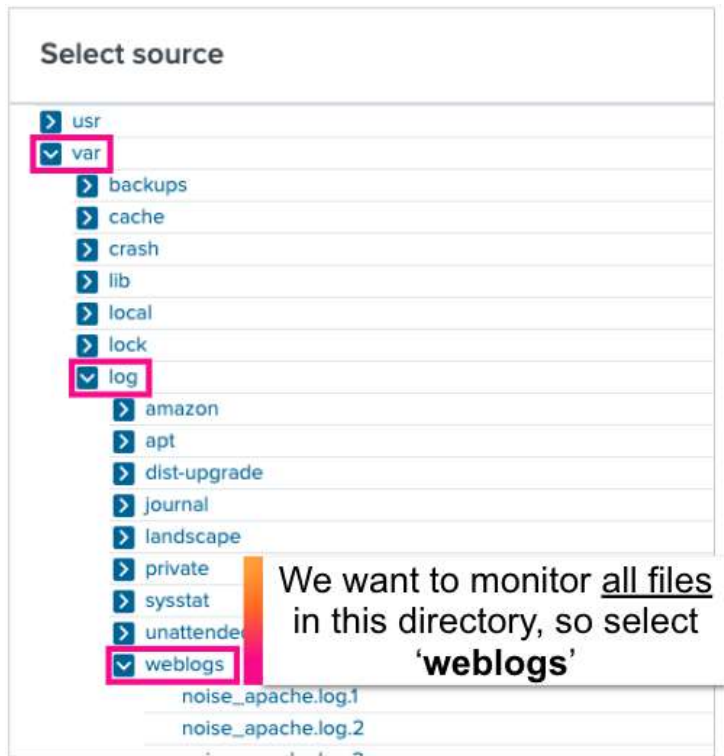 Select source
usr
var
backups
cache
crash
lib
local
lock
log
amazon
apt
dist-upgrade
journal
landscape
private
sysstat
We want to monitor all files
in this directory, so select
‘weblogs’
weblogs
noise_apache.log.1
noise_apache.log.2